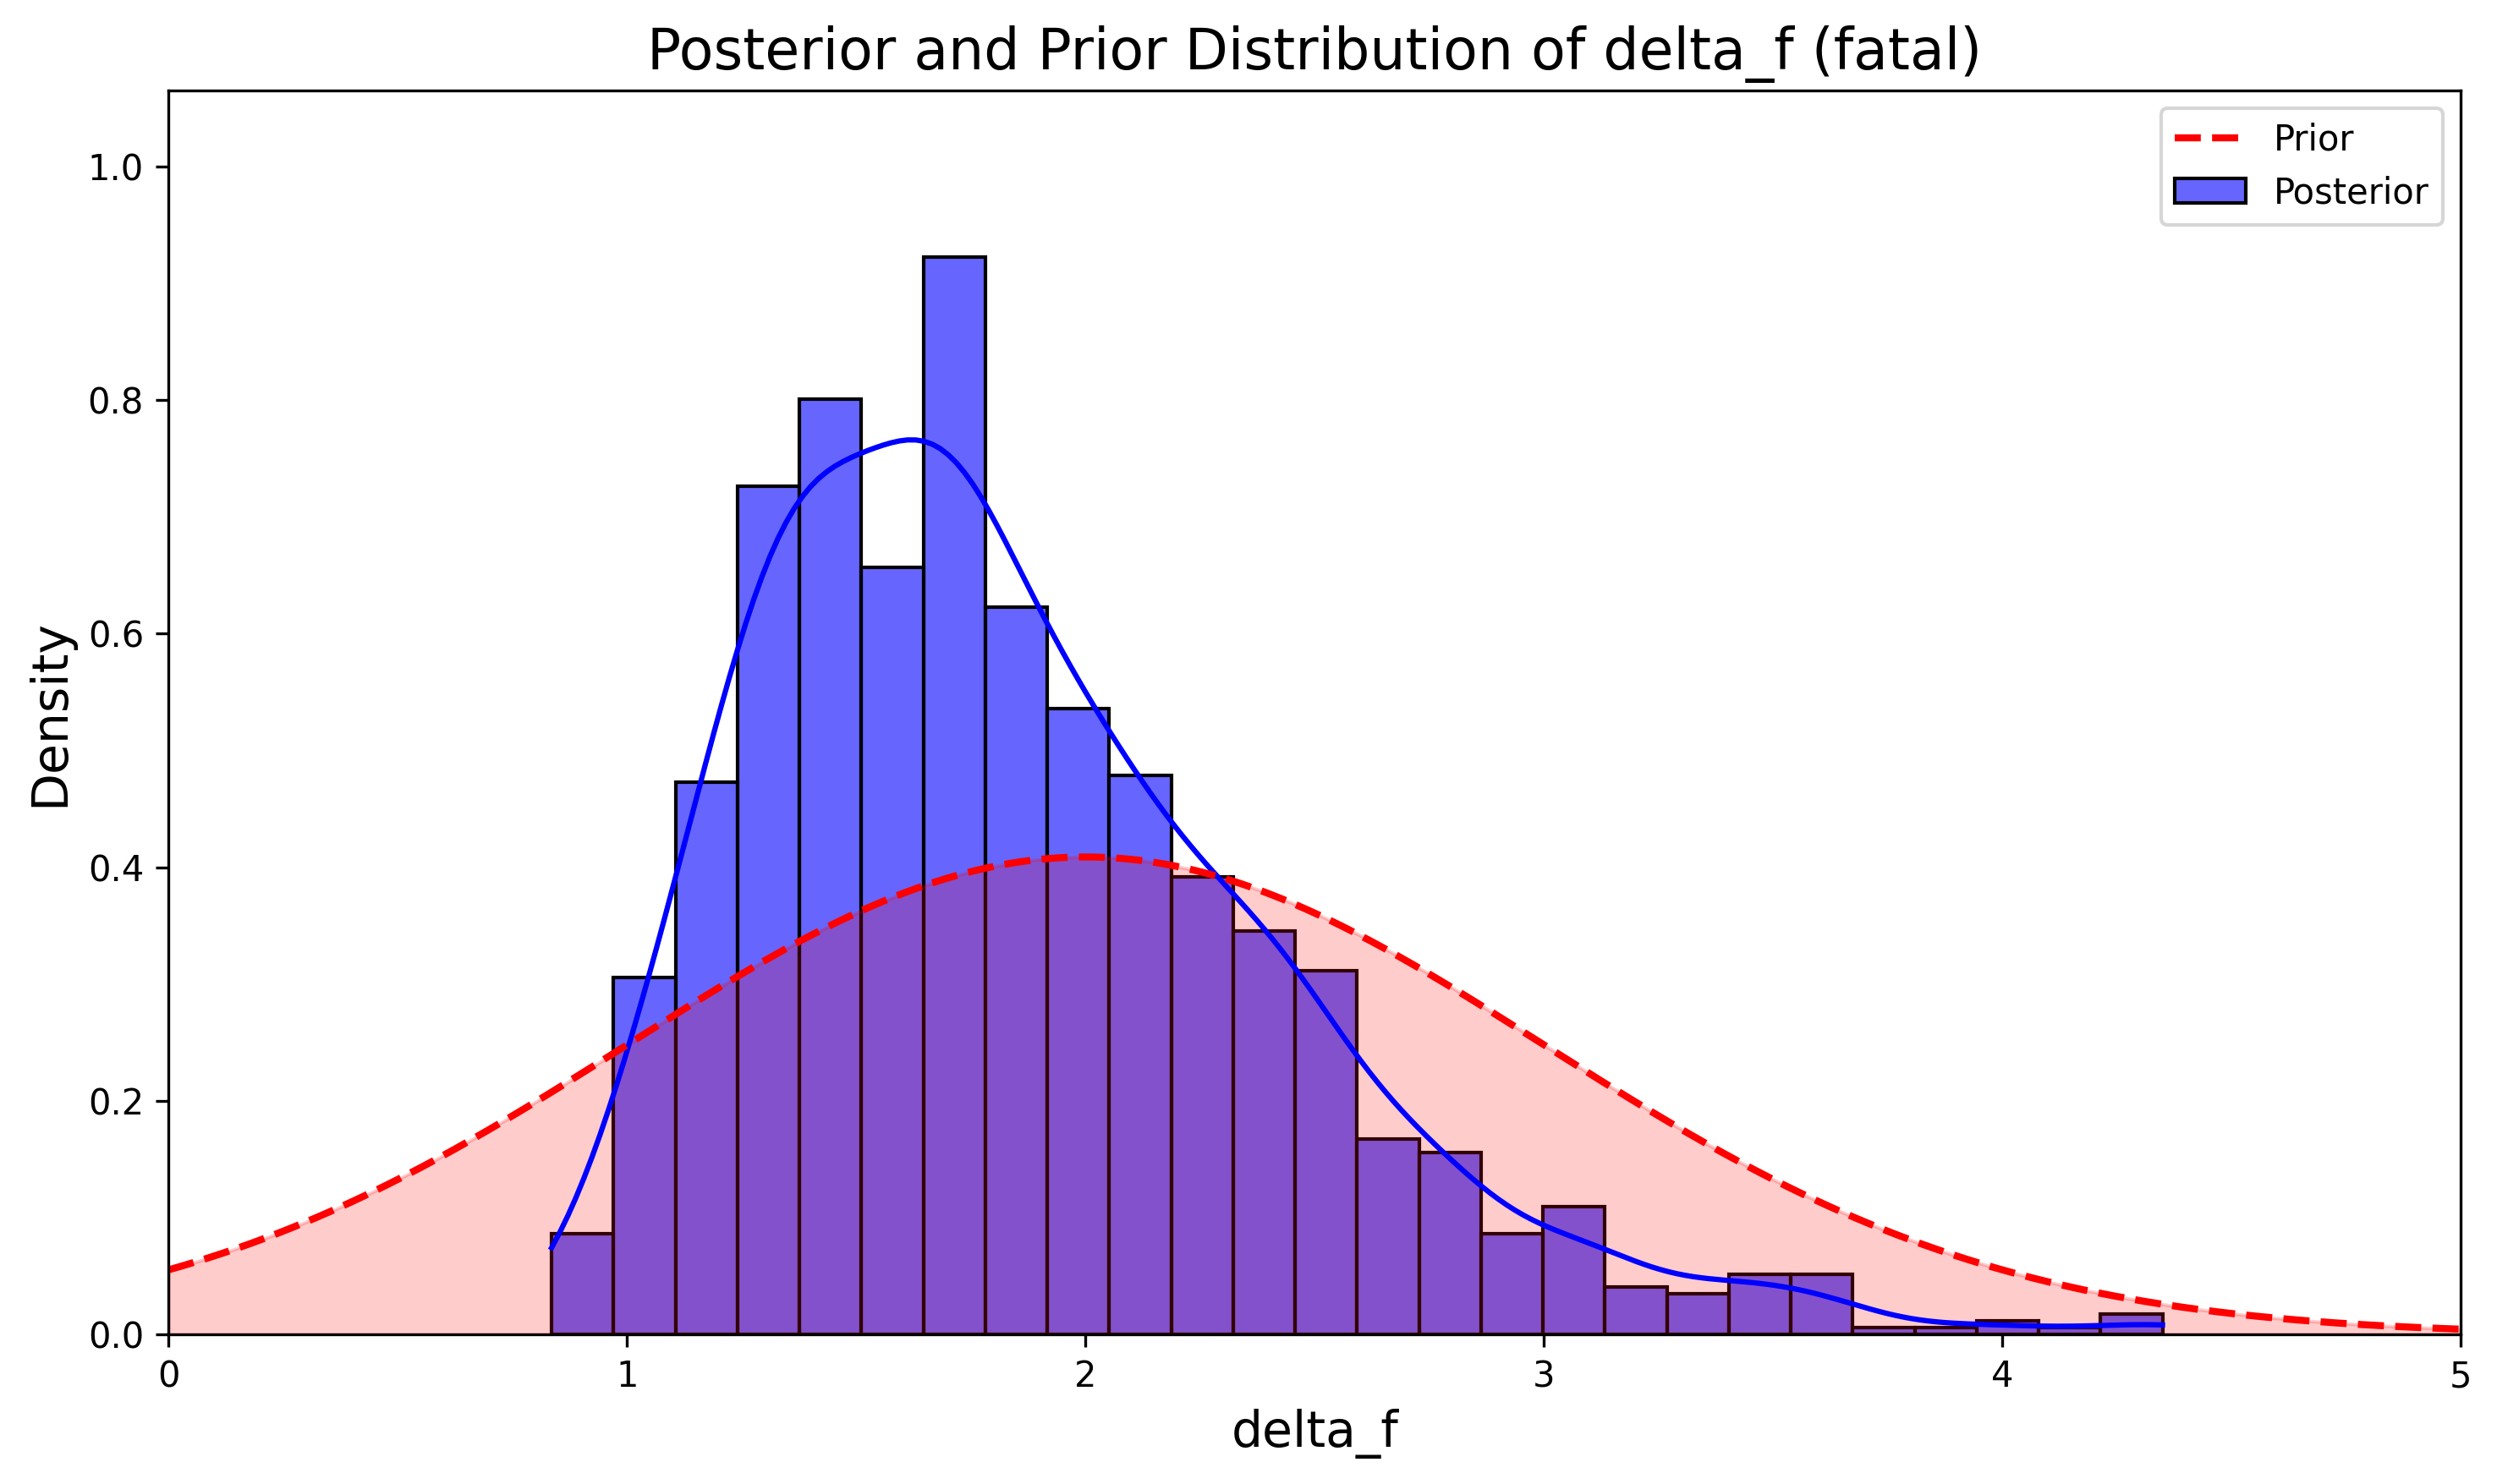 Posterior and Prior Distribution of delta_f (fatal)
Prior
Posterior
Density
1.0
0.8
0.6
0.4
0.2
0.0
0 1 2 3 4 5
delta_f